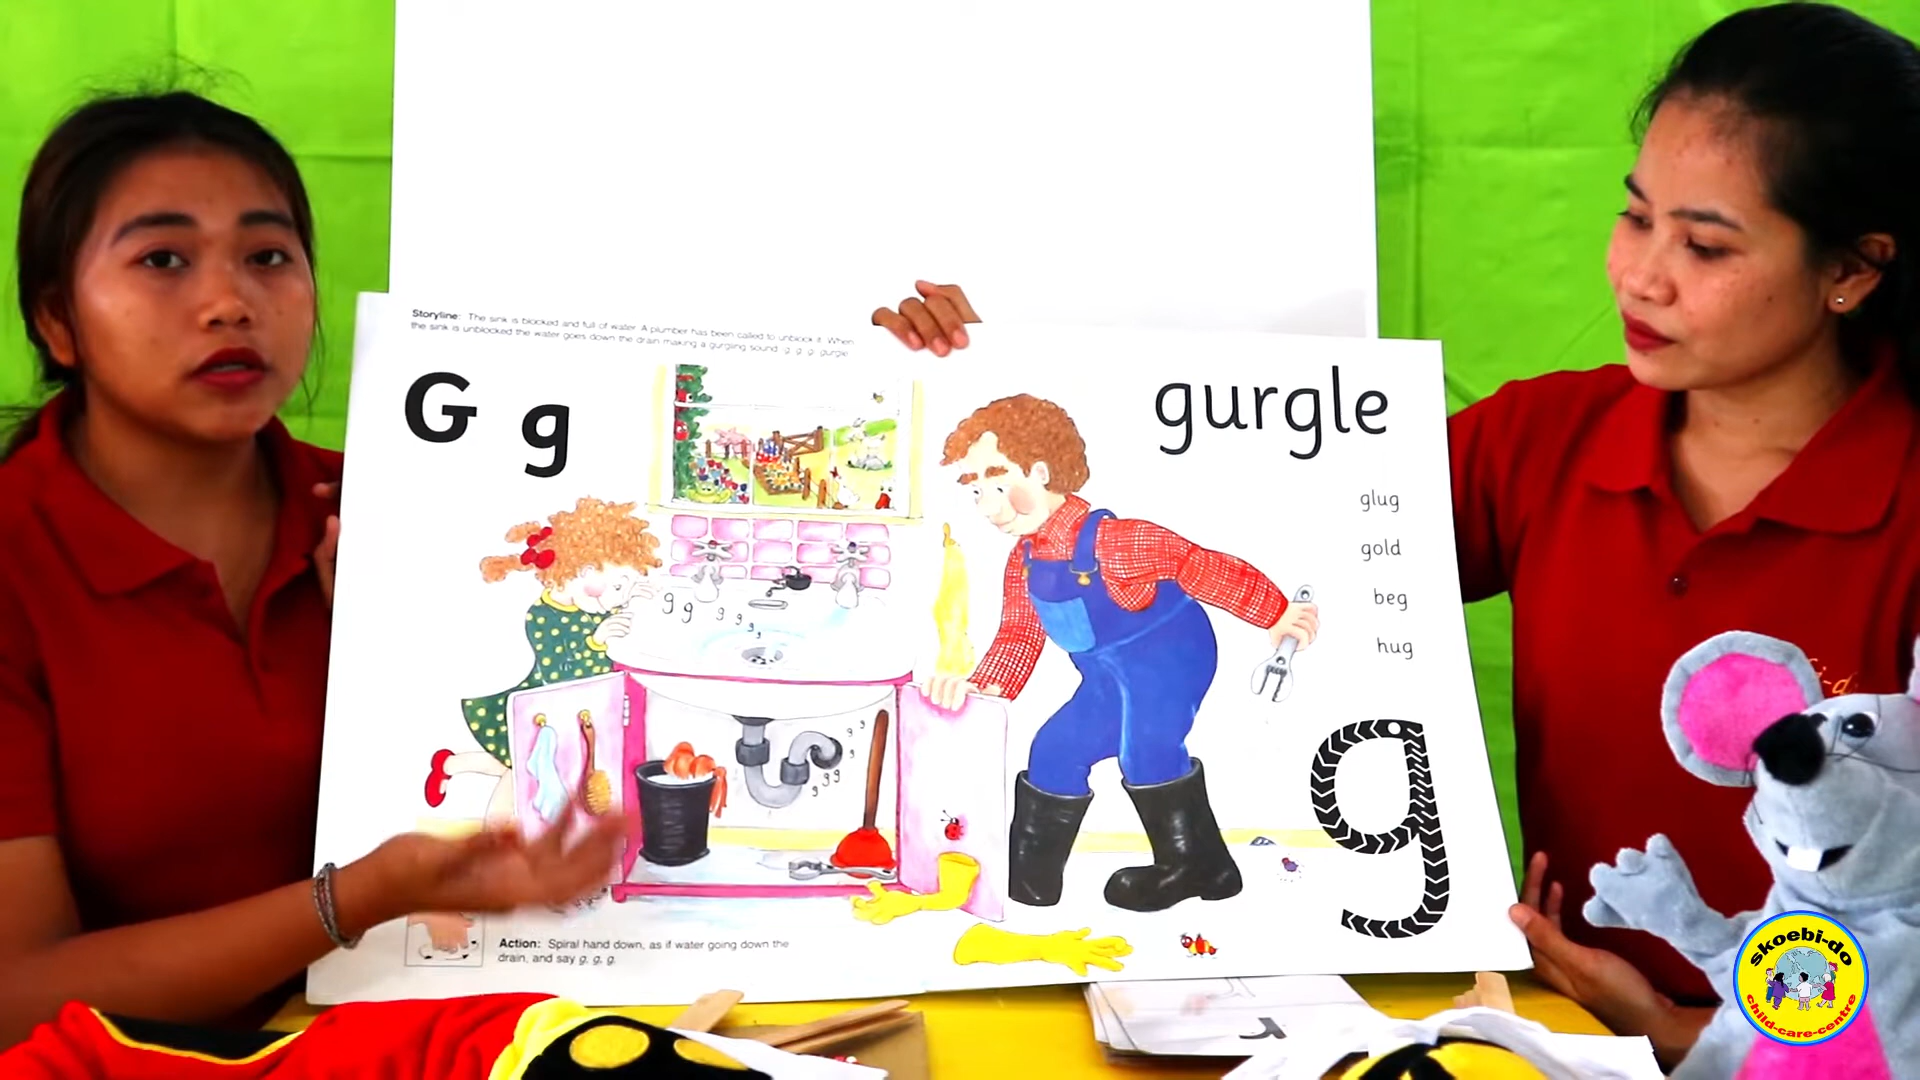 Storyline: The sink is blocked and full of water. A plumber has been called to unblock it. When
the sink is unblocked the water goes down the drain making a gurgling sound g g g gurgle
G g
gurgle
glug
gold
beg
hug
g g g g g g
g g g g g
g
Action: Spiral hand down, as if water going down the
drain, and say g, g, g.
r
skoebi-do
child-care-centre